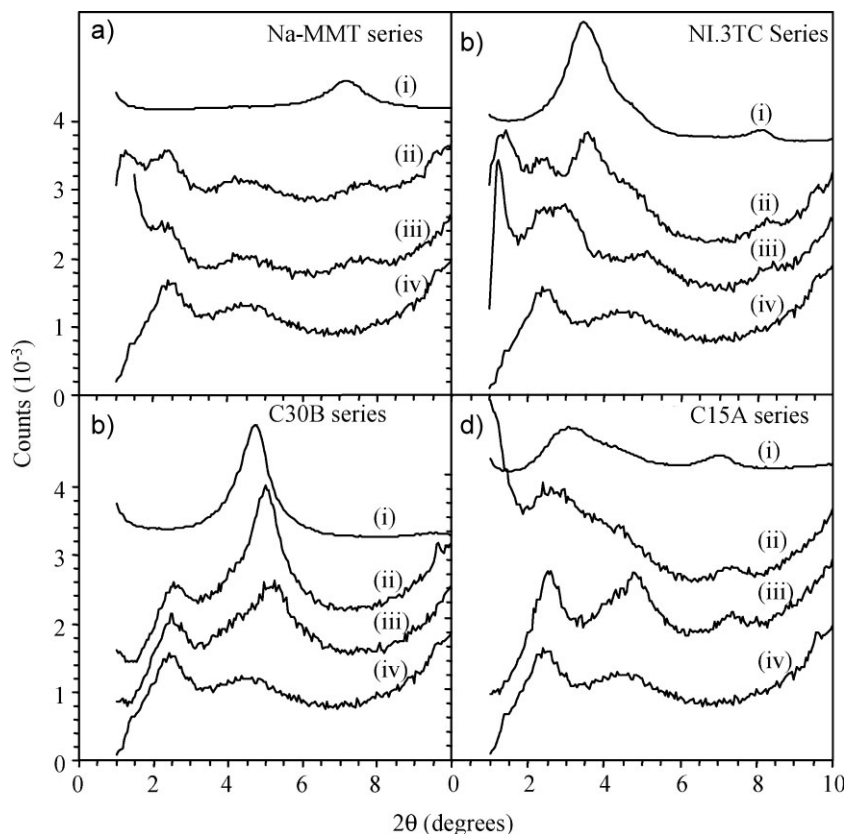 a)
Na-MMT series
(i)
(ii)
(iii)
(iv)
4
3
2
1
0
b)
NI.3TC Series
(i)
(ii)
(iii)
(iv)
b)
C30B series
(i)
(ii)
(iii)
(iv)
4
3
2
1
0
d)
C15A series
(i)
(ii)
(iii)
(iv)
Counts (10⁻³)
0 2 4 6 8 0 2 4 6 8 10
2θ (degrees)